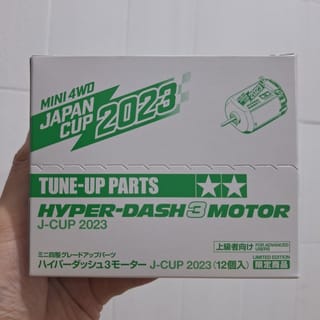 MINI 4WD
JAPAN
CUP 2023
TUNE-UP PARTS
HYPER-DASH 3 MOTOR
J-CUP 2023
上級者向け FOR ADVANCED USERS
ミニ四駆グレードアップパーツ
LIMITED EDITION
ハイパーダッシュ3モーター J-CUP 2023 (12個入) 限定商品